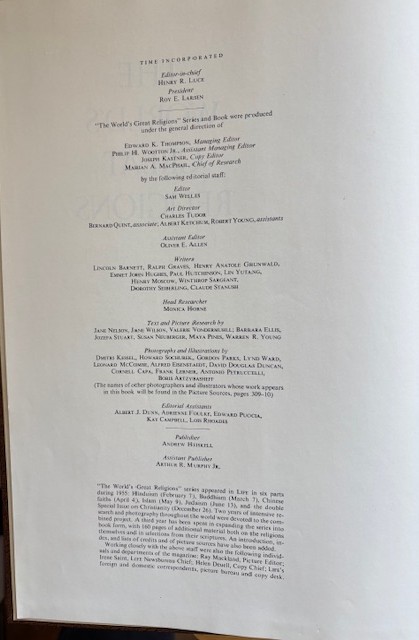 TIME INCORPORATED
Editor-in-chief
HENRY R. LUCE
President
ROY E. LARSEN
"The World's Great Religions" Series and Book were produced
under the general direction of
EDWARD K. THOMPSON, Managing Editor
PHILIP H. WOOTTON JR., Assistant Managing Editor
JOSEPH KASTNER, Copy Editor
MARIAN A. MACPHAIL, Chief of Research
by the following editorial staff:
Editor
SAM WELLES
Art Director
CHARLES TUDOR
BERNARD QUINT, associate; ALBERT KETCHUM, ROBERT YOUNG, assistants
Assistant Editor
OLIVER E. ALLEN
Writers
LINCOLN BARNETT, RALPH GRAVES, HENRY ANATOLE GRUNWALD,
EMMET JOHN HUGHES, PAUL HUTCHINSON, LIN YUTANG,
HENRY MOSCOW, WINTHROP SARGEANT,
DOROTHY SEIBERLING, CLAUDE STANUSH
Head Researcher
MONICA HORNE
Text and Picture Research by
JANE NELSON, JANE WILSON, VALERIE VONDERMUHLL; BARBARA ELLIS,
JOZEFA STUART, SUSAN NEUBERGER, MAYA PINES, WARREN R. YOUNG
Photographs and Illustrations by
DMITRI KESSEL, HOWARD SOCHUREK, GORDON PARKS, LYND WARD,
LEONARD MCCOMBE, ALFRED EISENSTAEDT, DAVID DOUGLAS DUNCAN,
CORNELL CAPA, FRANK LERNER, ANTONIO PETRUCCELLI,
BORIS ARTZYBASHEFF
(The names of other photographers and illustrators whose work appears
in this book will be found in the Picture Sources, pages 309–10)
Editorial Assistants
ALBERT J. DUNN, ADRIENNE FOULKE, EDWARD PUCCIA,
KAY CAMPBELL, LOIS RHOADES
Publisher
ANDREW HEISKELL
Assistant Publisher
ARTHUR R. MURPHY JR.
"The World's Great Religions" series appeared in LIFE in six parts
during 1955: Hinduism (February 7), Buddhism (March 7), Chinese
faiths (April 4), Islam (May 9), Judaism (June 13), and the double
Special Issue on Christianity (December 26). Two years of intensive re-
search and photography throughout the world were devoted to the com-
bined project. A third year has been spent in expanding the series into
book form, with 160 pages of additional material both on the religions
themselves and in selections from their scriptures. An introduction, in-
dex, and lists of credit and of picture sources have also been added.
Working closely with the above staff were also the following individ-
uals and departments of the magazine: Ray Mackland, Picture Editor;
Irene Saint, LIFE Newsbureau Chief; Helen Deuell, Copy Chief; LIFE's
foreign and domestic correspondents, picture bureau and copy desk.